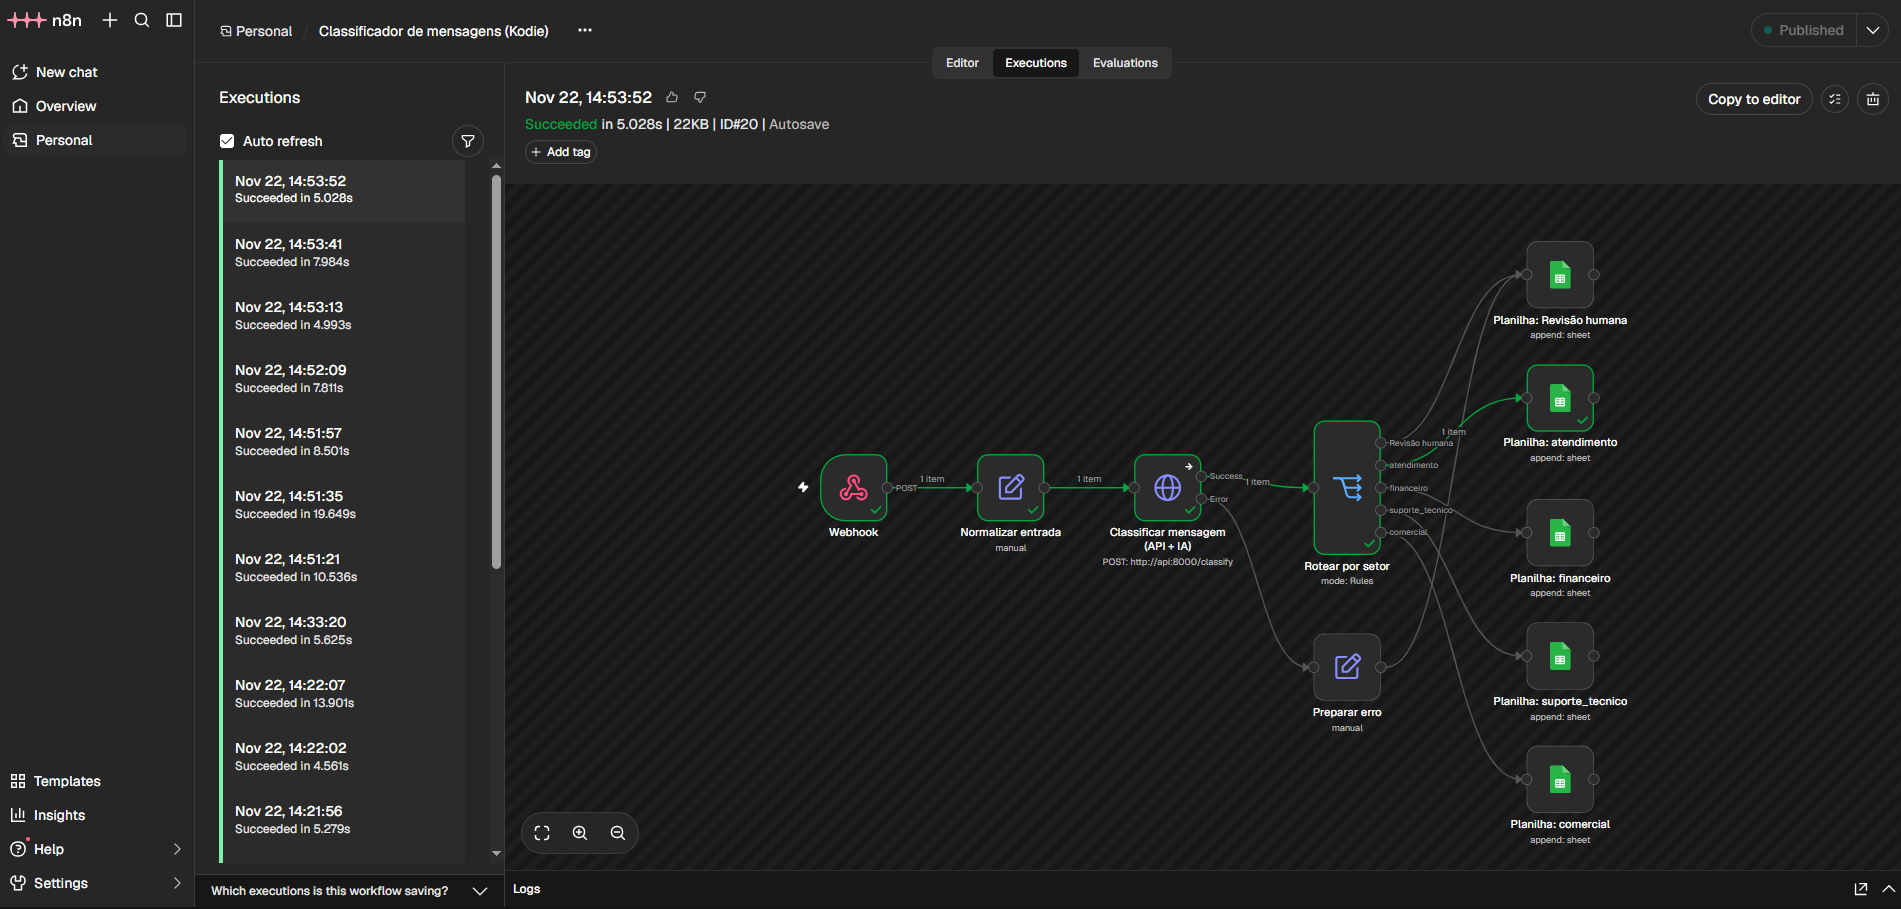 n8n
New chat
Overview
Personal
Templates
Insights
Help
Settings
Personal / Classificador de mensagens (Kodie) ···
Published
Editor Executions Evaluations
Executions
Auto refresh
Nov 22, 14:53:52
Succeeded in 5.028s
Nov 22, 14:53:41
Succeeded in 7.984s
Nov 22, 14:53:13
Succeeded in 4.993s
Nov 22, 14:52:09
Succeeded in 7.811s
Nov 22, 14:51:57
Succeeded in 8.501s
Nov 22, 14:51:35
Succeeded in 19.649s
Nov 22, 14:51:21
Succeeded in 10.536s
Nov 22, 14:33:20
Succeeded in 5.625s
Nov 22, 14:22:07
Succeeded in 13.901s
Nov 22, 14:22:02
Succeeded in 4.561s
Nov 22, 14:21:56
Succeeded in 5.279s
Which executions is this workflow saving?
Nov 22, 14:53:52
Succeeded in 5.028s | 22KB | ID#20 | Autosave
+ Add tag
Copy to editor
POST
1 item
Webhook
1 item
Normalizar entrada
manual
Success
Error
1 item
Classificar mensagem
(API + IA)
POST: http://api:8000/classify
Revisão humana
atendimento
financeiro
suporte_tecnico
comercial
1 item
Rotear por setor
mode: Rules
Preparar erro
manual
Planilha: Revisão humana
append: sheet
Planilha: atendimento
append: sheet
Planilha: financeiro
append: sheet
Planilha: suporte_tecnico
append: sheet
Planilha: comercial
append: sheet
Logs